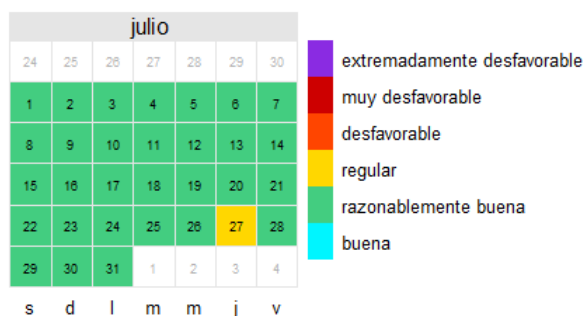 julio
24 25 26 27 28 29 30
1 2 3 4 5 6 7
8 9 10 11 12 13 14
15 16 17 18 19 20 21
22 23 24 25 26 27 28
29 30 31 1 2 3 4
s d l m m j v
extremadamente desfavorable
muy desfavorable
desfavorable
regular
razonablemente buena
buena